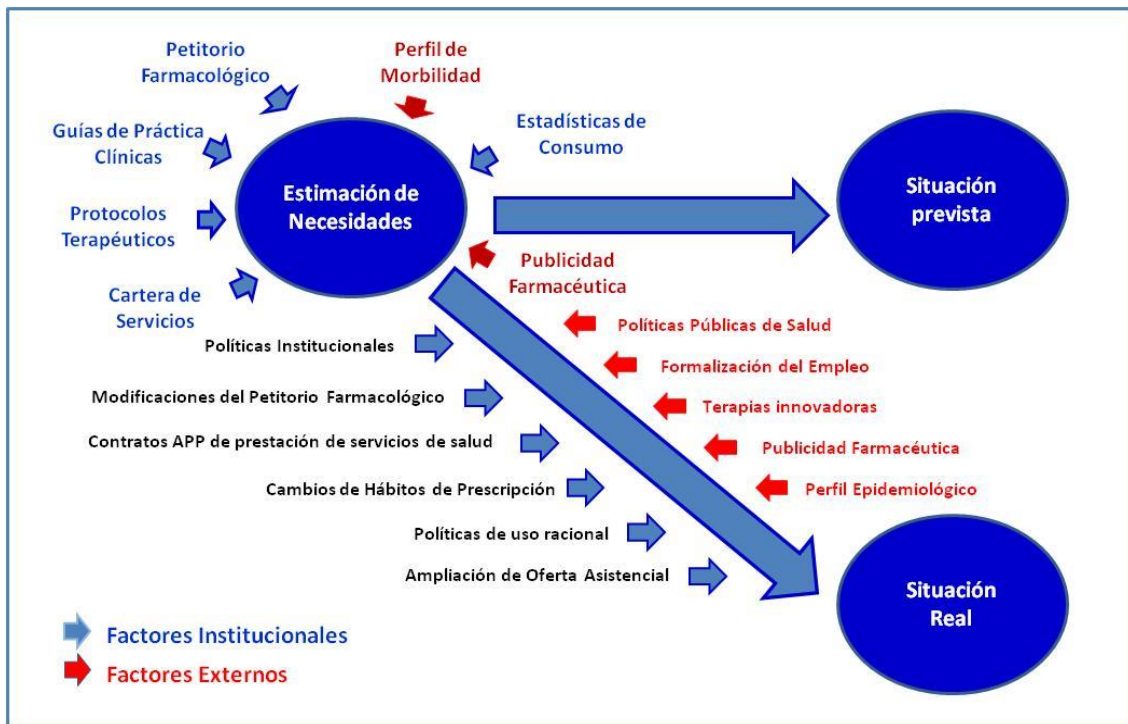 Petitorio
Farmacológico
Perfil de
Morbilidad
Guías de Práctica
Clínicas
Estadísticas de
Consumo
Estimación de
Necesidades
Situación
prevista
Protocolos
Terapéuticos
Publicidad
Farmacéutica
Cartera de
Servicios
Políticas Públicas de Salud
Políticas Institucionales
Formalización del Empleo
Modificaciones del Petitorio Farmacológico
Terapias innovadoras
Contratos APP de prestación de servicios de salud
Publicidad Farmacéutica
Cambios de Hábitos de Prescripción
Perfil Epidemiológico
Políticas de uso racional
Ampliación de Oferta Asistencial
Situación
Real
Factores Institucionales
Factores Externos